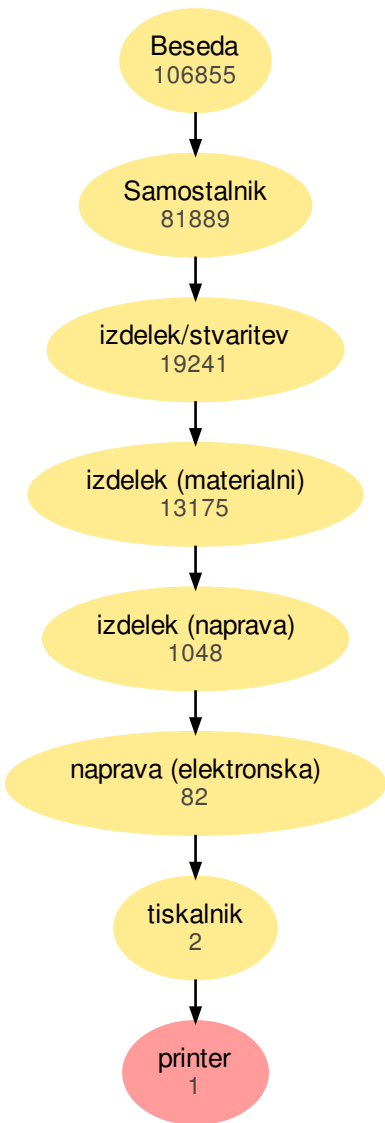 Beseda
106855
Samostalnik
81889
izdelek/stvaritev
19241
izdelek (materialni)
13175
izdelek (naprava)
1048
naprava (elektronska)
82
tiskalnik
2
printer
1